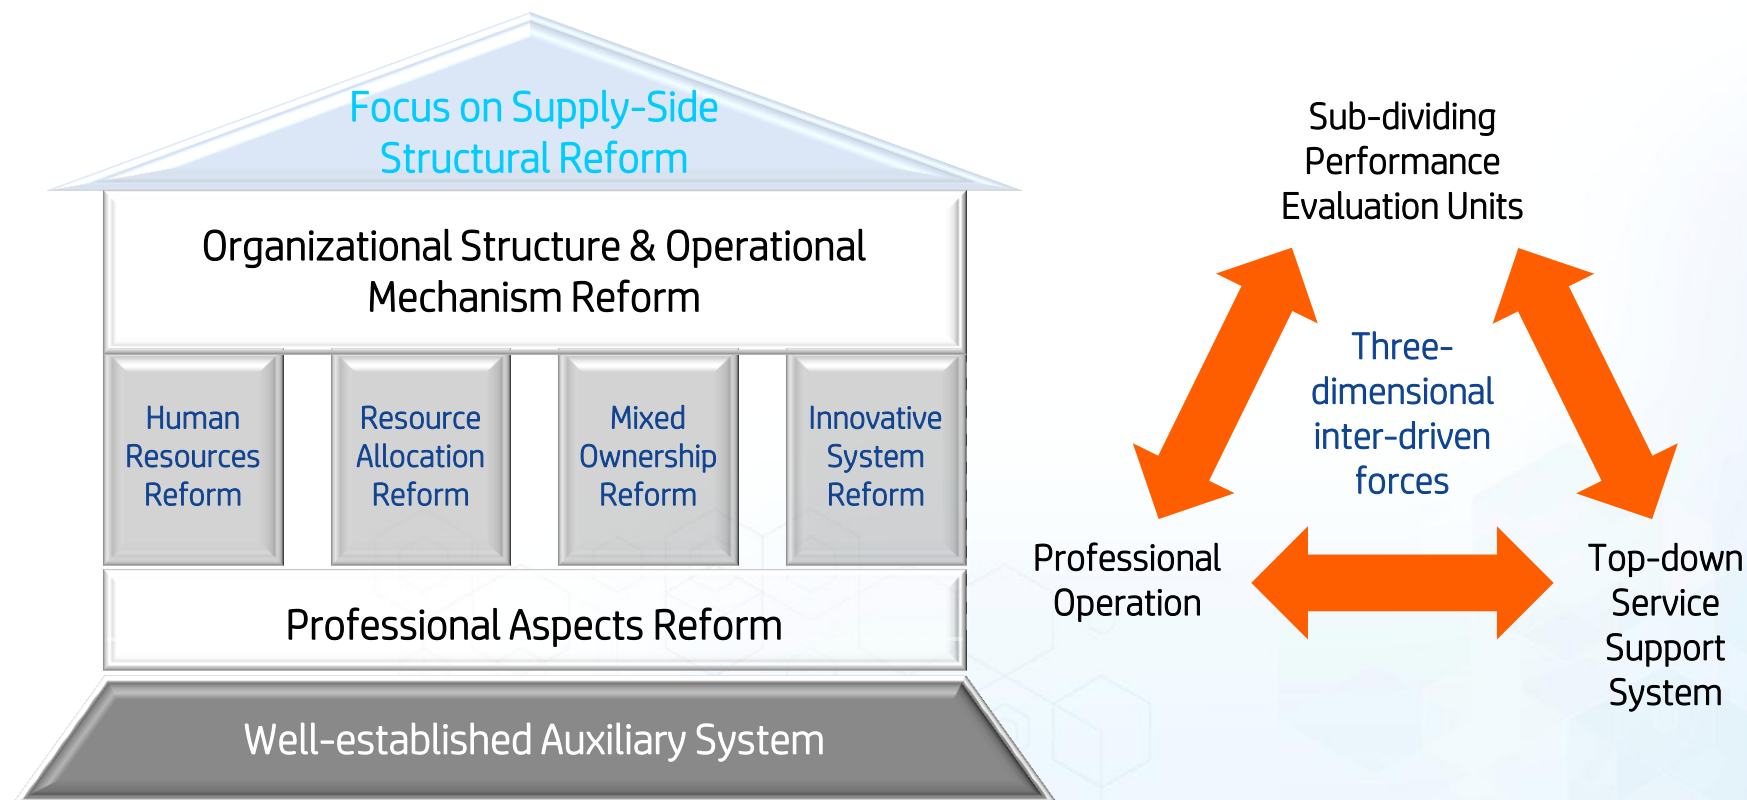 Focus on Supply-Side
Structural Reform
Organizational Structure & Operational
Mechanism Reform
Human
Resources
Reform
Resource
Allocation
Reform
Mixed
Ownership
Reform
Innovative
System
Reform
Professional Aspects Reform
Well-established Auxiliary System
Sub-dividing
Performance
Evaluation Units
Three-
dimensional
inter-driven
forces
Professional
Operation
Top-down
Service
Support
System